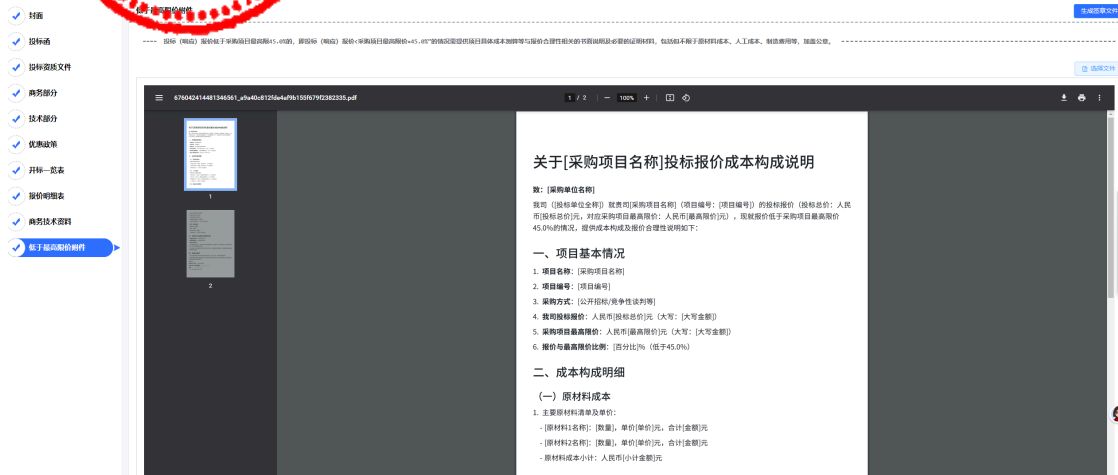 封面
投标函
投标资质文件
商务部分
技术部分
优惠政策
开标一览表
报价明细表
商务技术资料
低于最高限价附件
低于最高限价附件
生成签章文件
---- 投标（响应）报价低于采购项目最高限45.0%的，即投标（响应）报价<采购项目最高限价×45.0%"的情况需提供项目具体成本测算等与报价合理性相关的书面说明及必要的证明材料，包括但不限于原材料成本、人工成本、制造费用等，加盖公章。
选择文件
676042414481346561_a9a40c812fde4af9b155f679f2382335.pdf
1 / 2
100%
1
2
关于[采购项目名称]投标报价成本构成说明
致：[采购单位名称]
我司（[投标单位全称]）就贵司[采购项目名称]（项目编号：[项目编号]）的投标报价（投标总价：人民
币[投标总价]元，对应采购项目最高限价：人民币[最高限价]元），现就报价低于采购项目最高限价
45.0%的情况，提供成本构成及报价合理性说明如下：
一、项目基本情况
1. 项目名称：[采购项目名称]
2. 项目编号：[项目编号]
3. 采购方式：[公开招标/竞争性谈判等]
4. 我司投标报价：人民币[投标总价]元（大写：[大写金额]）
5. 采购项目最高限价：人民币[最高限价]元（大写：[大写金额]）
6. 报价与最高限价比例：[百分比]%（低于45.0%）
二、成本构成明细
（一）原材料成本
1. 主要原材料清单及单价：
- [原材料1名称]：[数量]，单价[单价]元，合计[金额]元
- [原材料2名称]：[数量]，单价[单价]元，合计[金额]元
- 原材料成本小计：人民币[小计金额]元